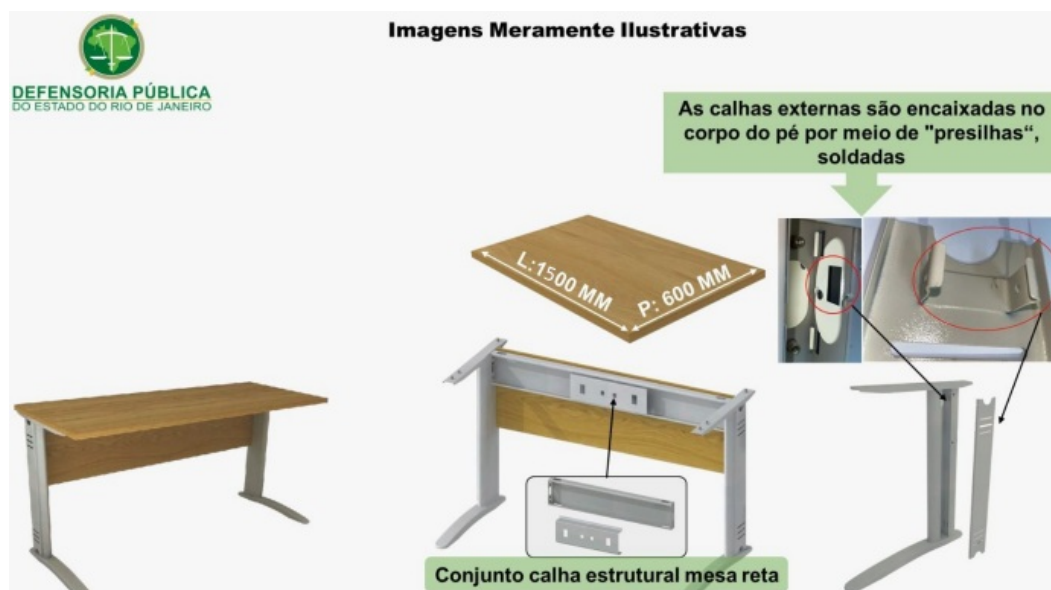 Imagens Meramente Ilustrativas
DEFENSORIA PÚBLICA
DO ESTADO DO RIO DE JANEIRO
As calhas externas são encaixadas no
corpo do pé por meio de "presilhas“,
soldadas
L:1500 MM
P: 600 MM
Conjunto calha estrutural mesa reta